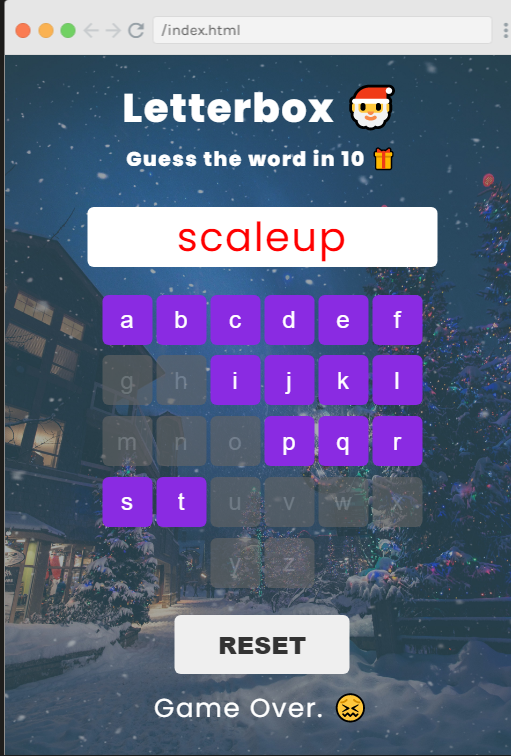 /index.html
Letterbox 🎅
Guess the word in 10 🎁
scaleup
a b c d e f
g h i j k l
m n o p q r
s t u v w x
y z
RESET
Game Over. 😖